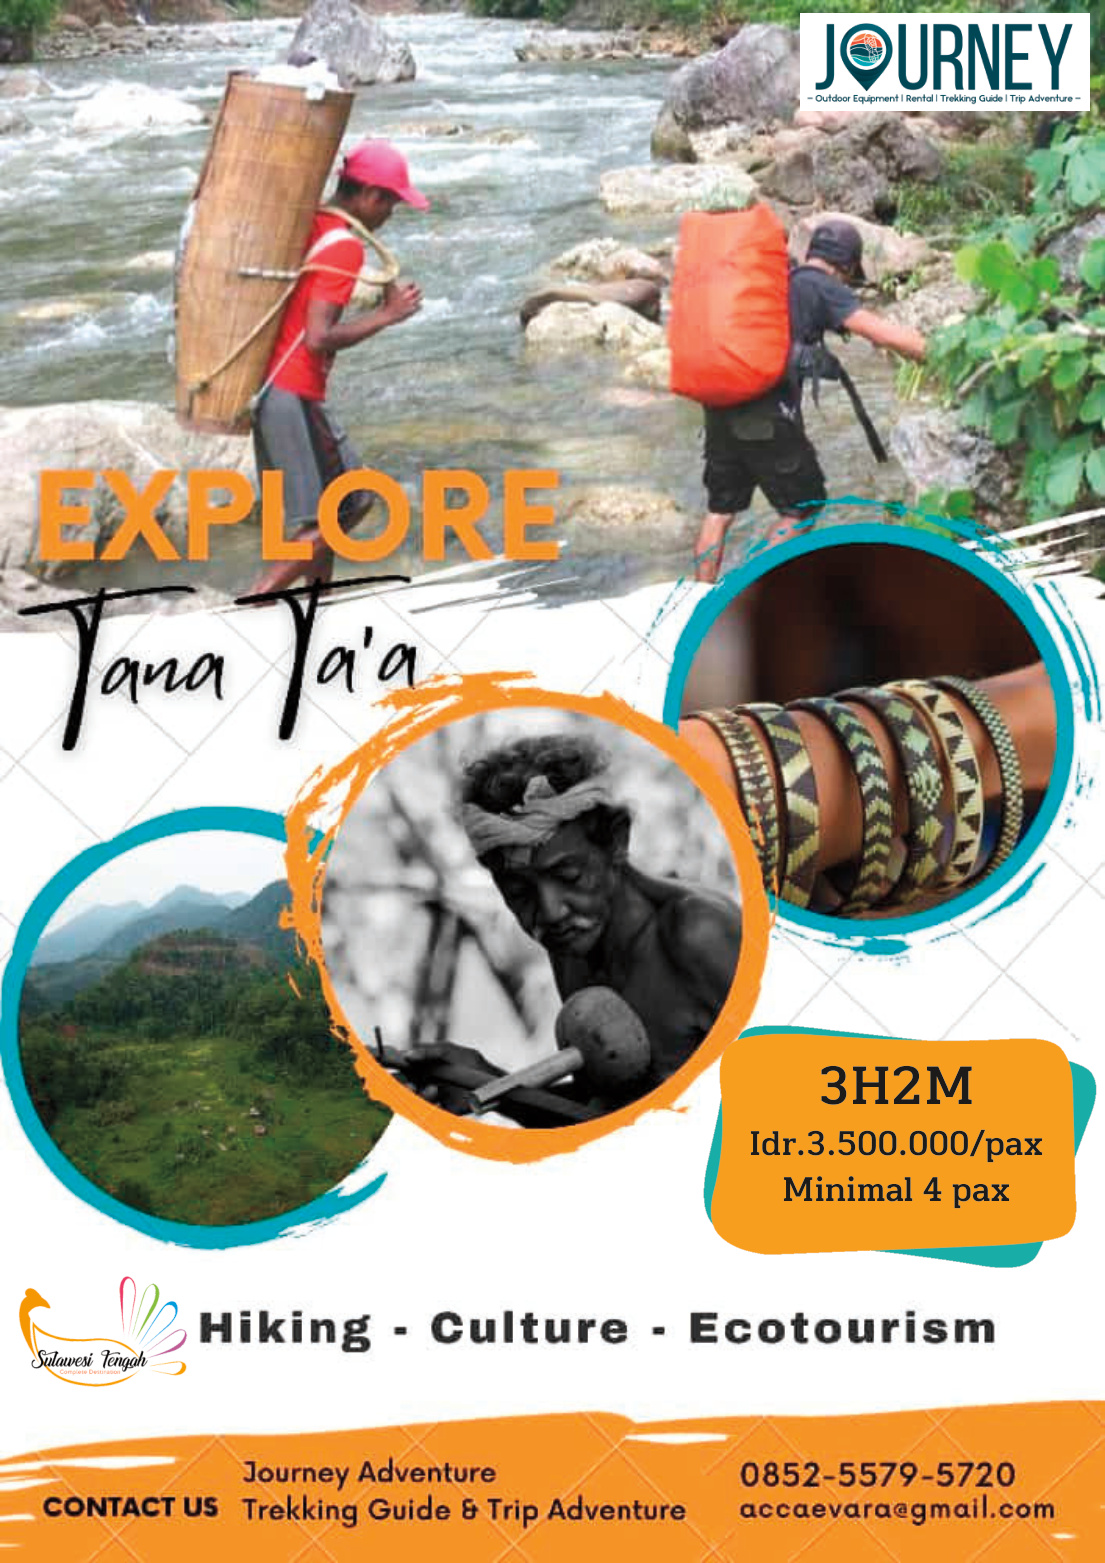 JOURNEY
- Outdoor Equipment | Rental | Trekking Guide | Trip Adventure -
EXPLORE
Tana Ta'a
3H2M
Idr.3.500.000/pax
Minimal 4 pax
Sulawesi Tengah
Hiking - Culture - Ecotourism
CONTACT US
Journey Adventure
Trekking Guide & Trip Adventure
0852-5579-5720
accaevara@gmail.com